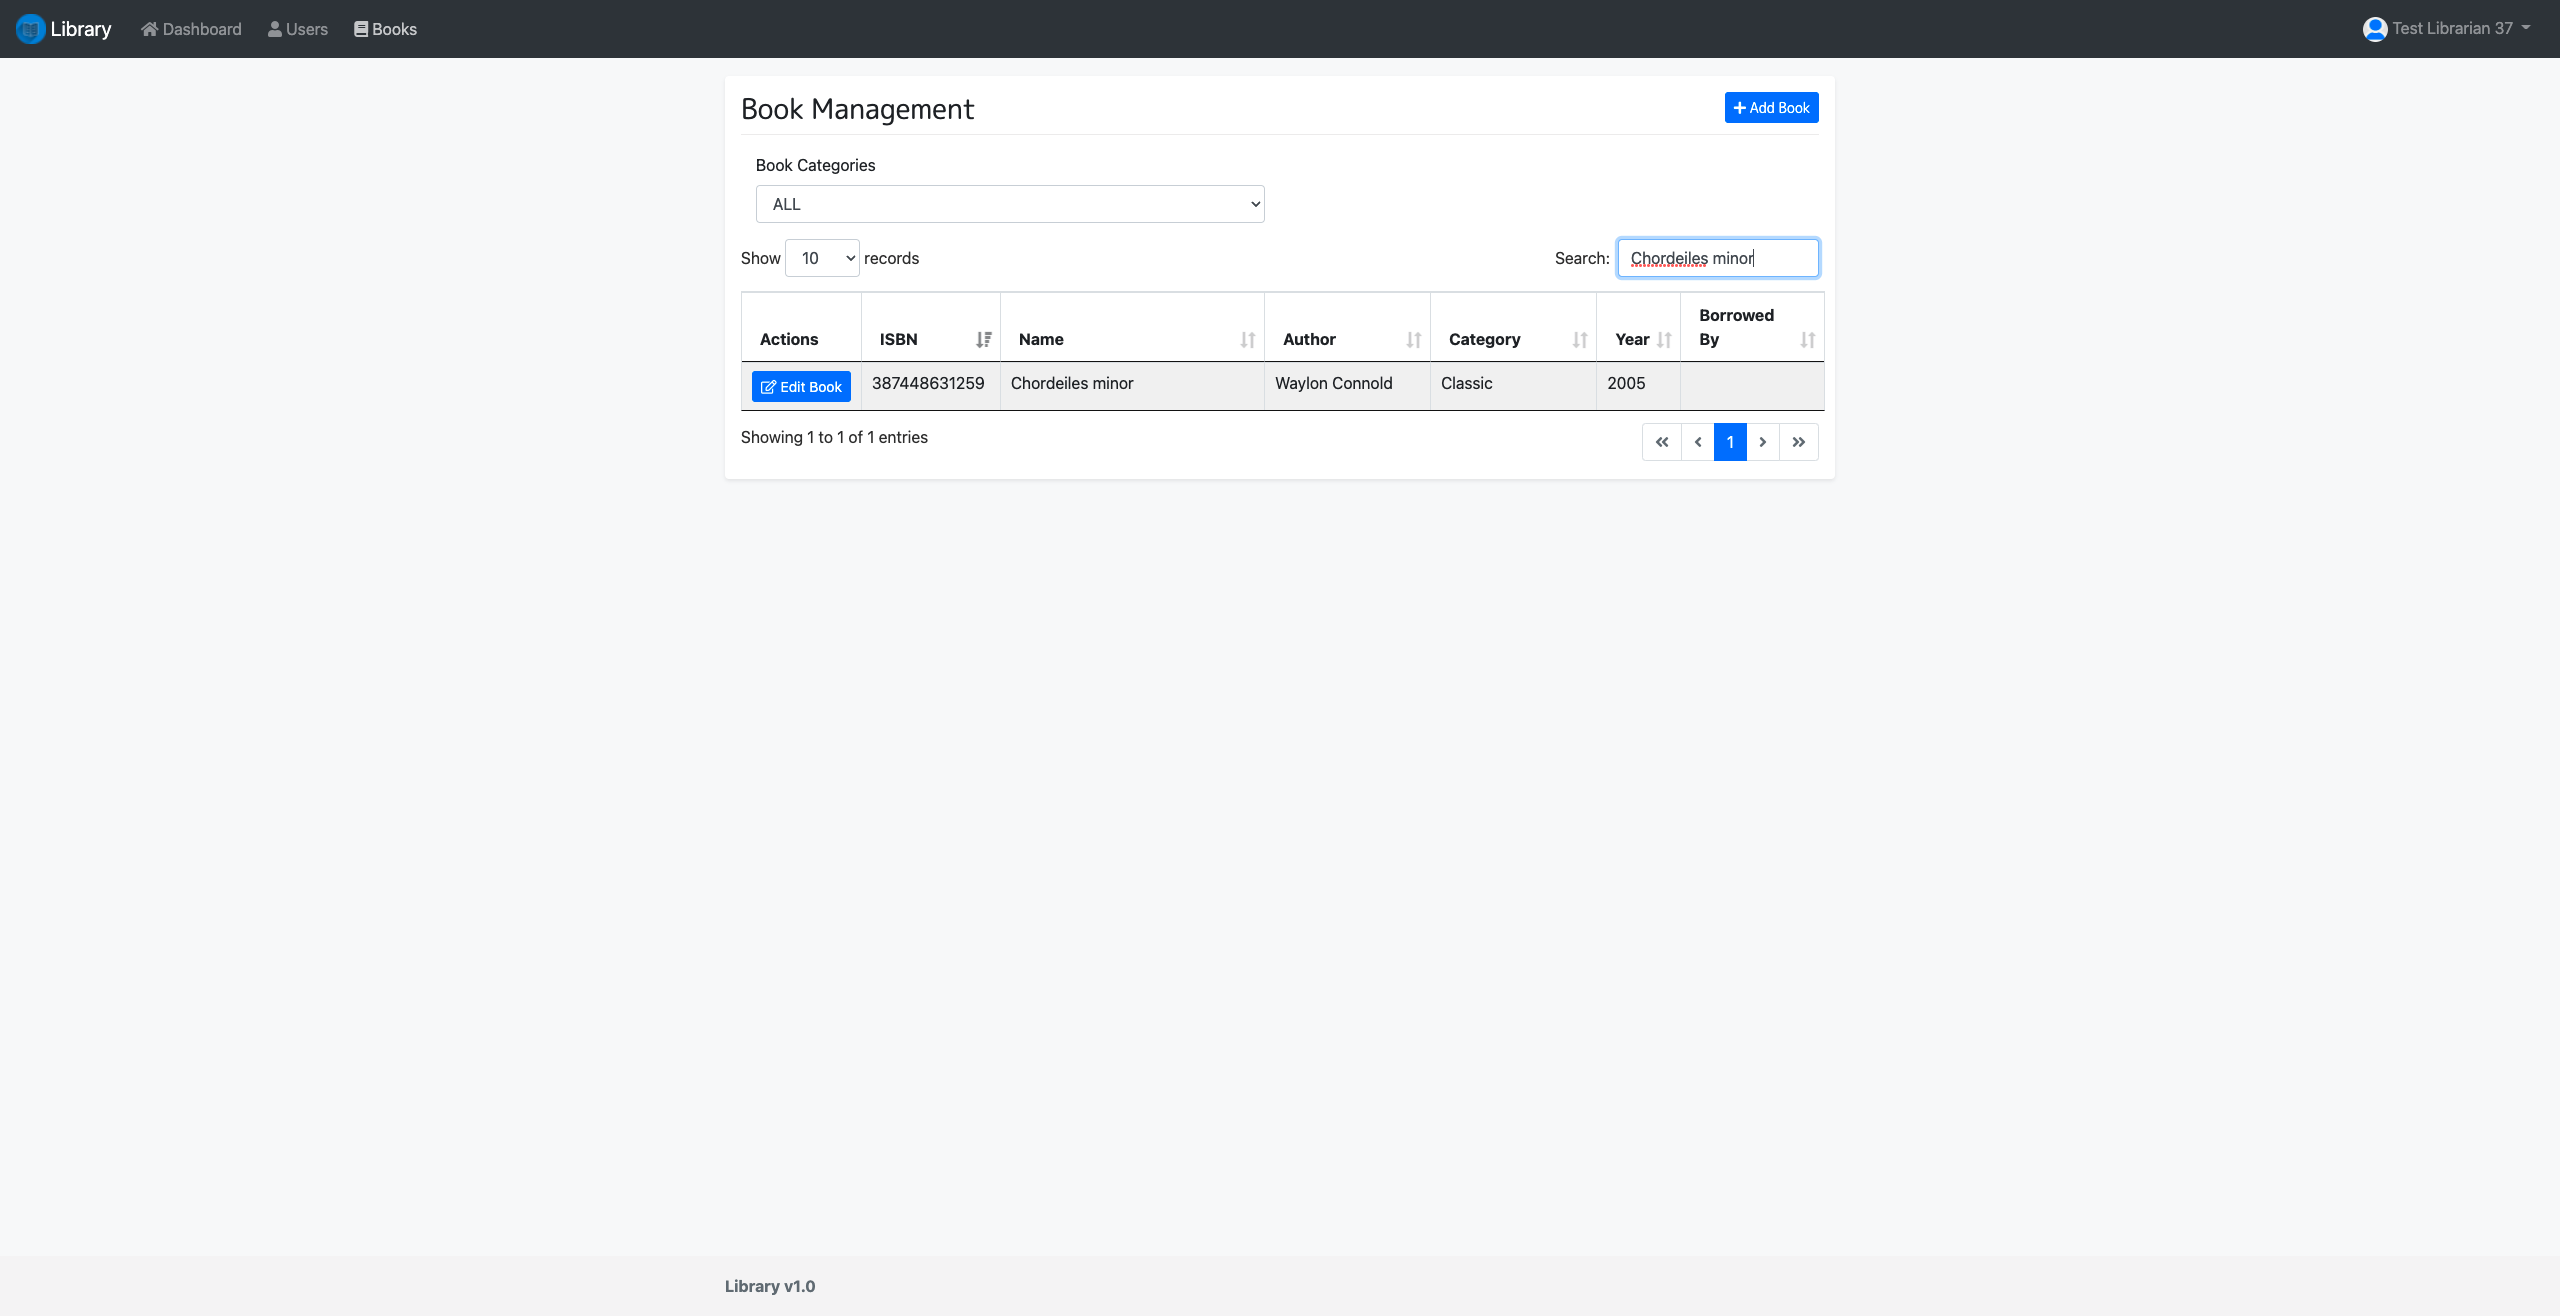 Library Dashboard Users Books Test Librarian 37
Book Management
Add Book
Book Categories
ALL
Show 10 records
Search: Chordeiles minor
Actions ISBN Name Author Category Year Borrowed By
Edit Book 387448631259 Chordeiles minor Waylon Connold Classic 2005
Showing 1 to 1 of 1 entries
1
Library v1.0